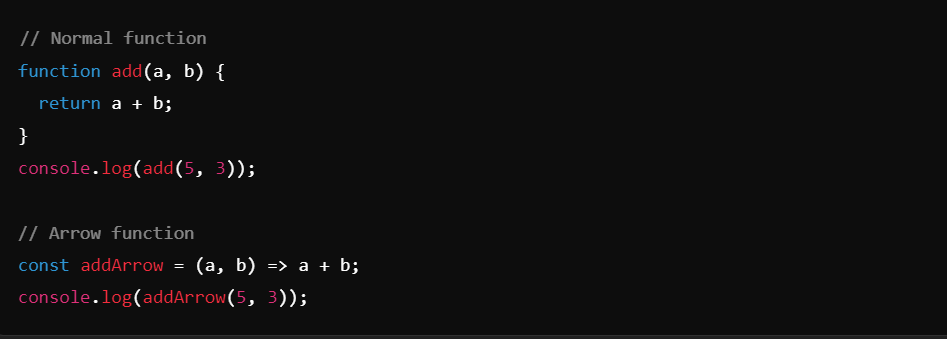 // Normal function
function add(a, b) {
  return a + b;
}
console.log(add(5, 3));
// Arrow function
const addArrow = (a, b) => a + b;
console.log(addArrow(5, 3));